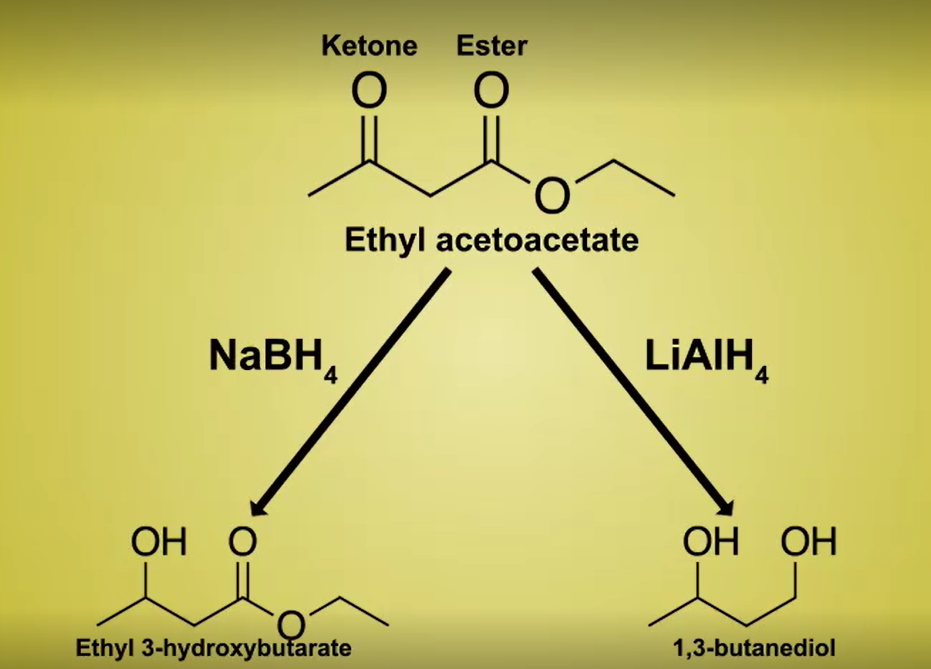 Ketone Ester
O O
O
Ethyl acetoacetate
NaBH₄ LiAlH₄
OH O OH OH
O
Ethyl 3-hydroxybutarate 1,3-butanediol